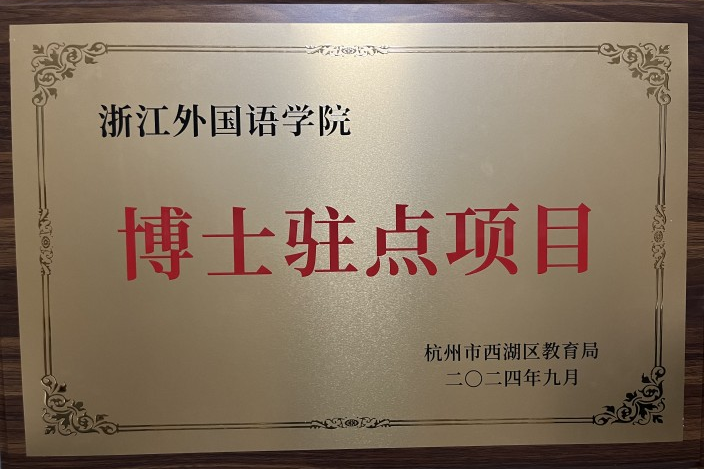 浙江外国语学院
博士驻点项目
杭州市西湖区教育局
二〇二四年九月